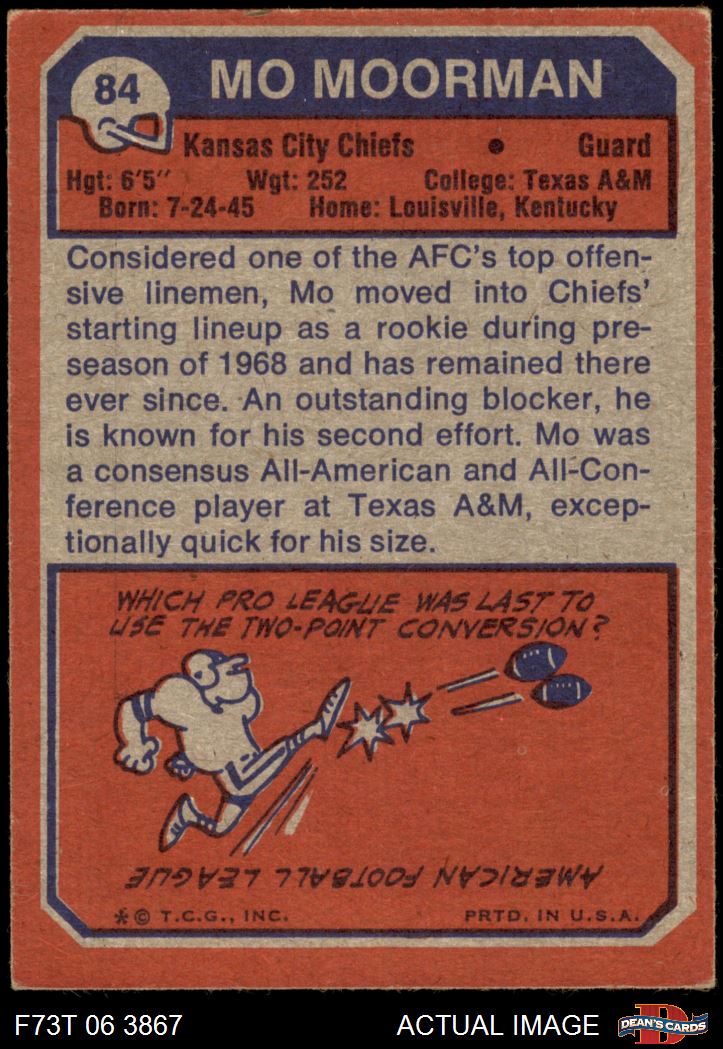 84
MO MOORMAN
Kansas City Chiefs • Guard
Hgt: 6'5" Wgt: 252 College: Texas A&M
Born: 7-24-45 Home: Louisville, Kentucky
Considered one of the AFC's top offen-
sive linemen, Mo moved into Chiefs'
starting lineup as a rookie during pre-
season of 1968 and has remained there
ever since. An outstanding blocker, he
is known for his second effort. Mo was
a consensus All-American and All-Con-
ference player at Texas A&M, excep-
tionally quick for his size.
WHICH PRO LEAGUE WAS LAST TO
USE THE TWO-POINT CONVERSION?
AMERICAN FOOTBALL LEAGUE
* © T.C.G., INC. PRTD. IN U.S.A.
F73T 06 3867 ACTUAL IMAGE D DEAN'S CARDS